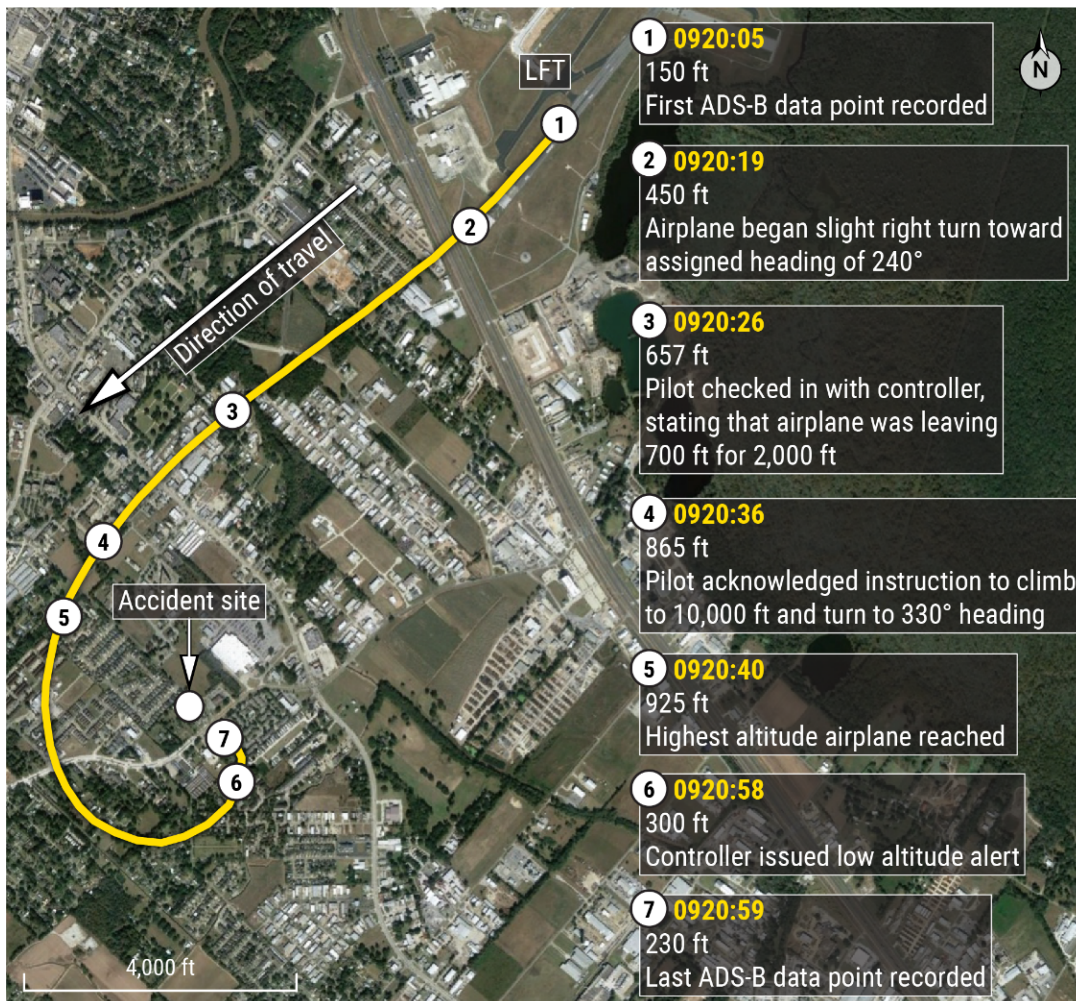 LFT
N
Direction of travel
Accident site
4,000 ft
1
2
3
4
5
6
7
1 0920:05
150 ft
First ADS-B data point recorded
2 0920:19
450 ft
Airplane began slight right turn toward
assigned heading of 240°
3 0920:26
657 ft
Pilot checked in with controller,
stating that airplane was leaving
700 ft for 2,000 ft
4 0920:36
865 ft
Pilot acknowledged instruction to climb
to 10,000 ft and turn to 330° heading
5 0920:40
925 ft
Highest altitude airplane reached
6 0920:58
300 ft
Controller issued low altitude alert
7 0920:59
230 ft
Last ADS-B data point recorded